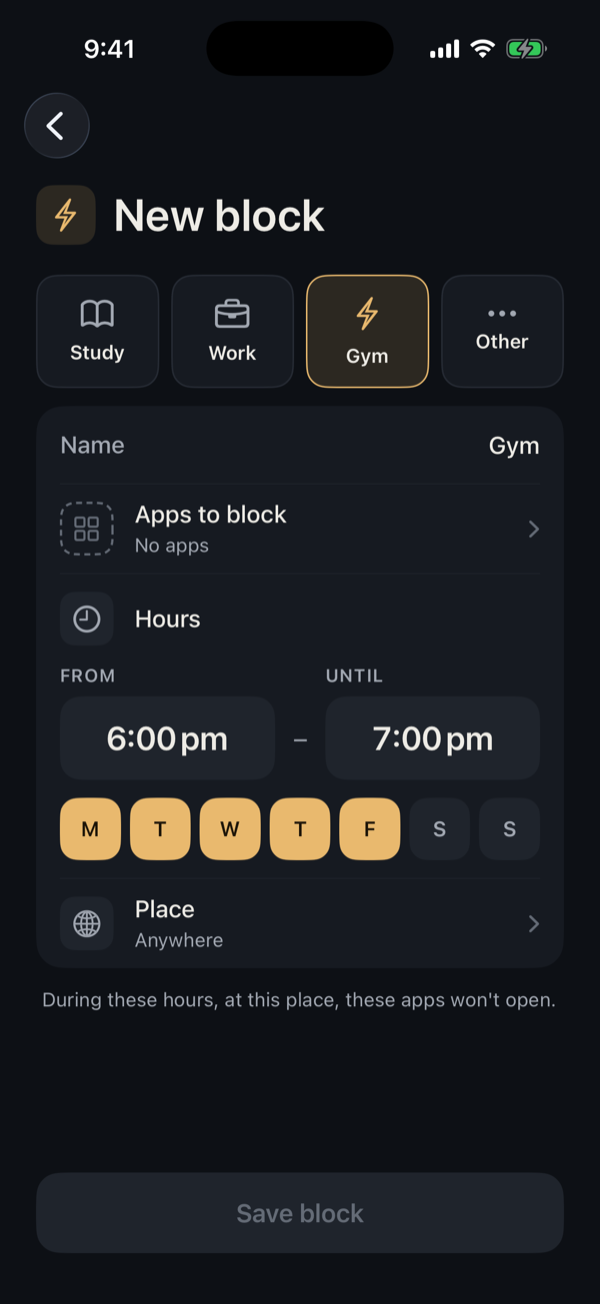 9:41
New block
Study
Work
Gym
Other
Name
Gym
Apps to block
No apps
Hours
FROM
UNTIL
6:00 pm – 7:00 pm
M T W T F S S
Place
Anywhere
During these hours, at this place, these apps won't open.
Save block